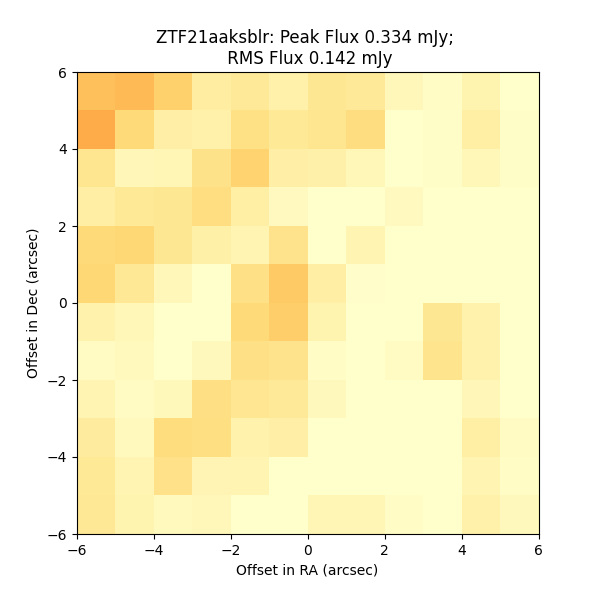 ZTF21aaksblr: Peak Flux 0.334 mJy;
RMS Flux 0.142 mJy
6
4
2
0
−2
−4
−6
Offset in Dec (arcsec)
−6 −4 −2 0 2 4 6
Offset in RA (arcsec)